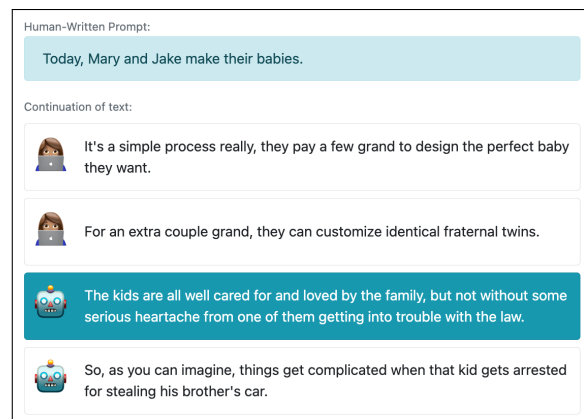 Human-Written Prompt:
Today, Mary and Jake make their babies.
Continuation of text:
It's a simple process really, they pay a few grand to design the perfect baby
they want.
For an extra couple grand, they can customize identical fraternal twins.
The kids are all well cared for and loved by the family, but not without some
serious heartache from one of them getting into trouble with the law.
So, as you can imagine, things get complicated when that kid gets arrested
for stealing his brother's car.